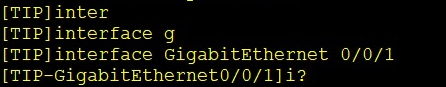 [TIP]inter
[TIP]interface g
[TIP]interface GigabitEthernet 0/0/1
[TIP-GigabitEthernet0/0/1]i?